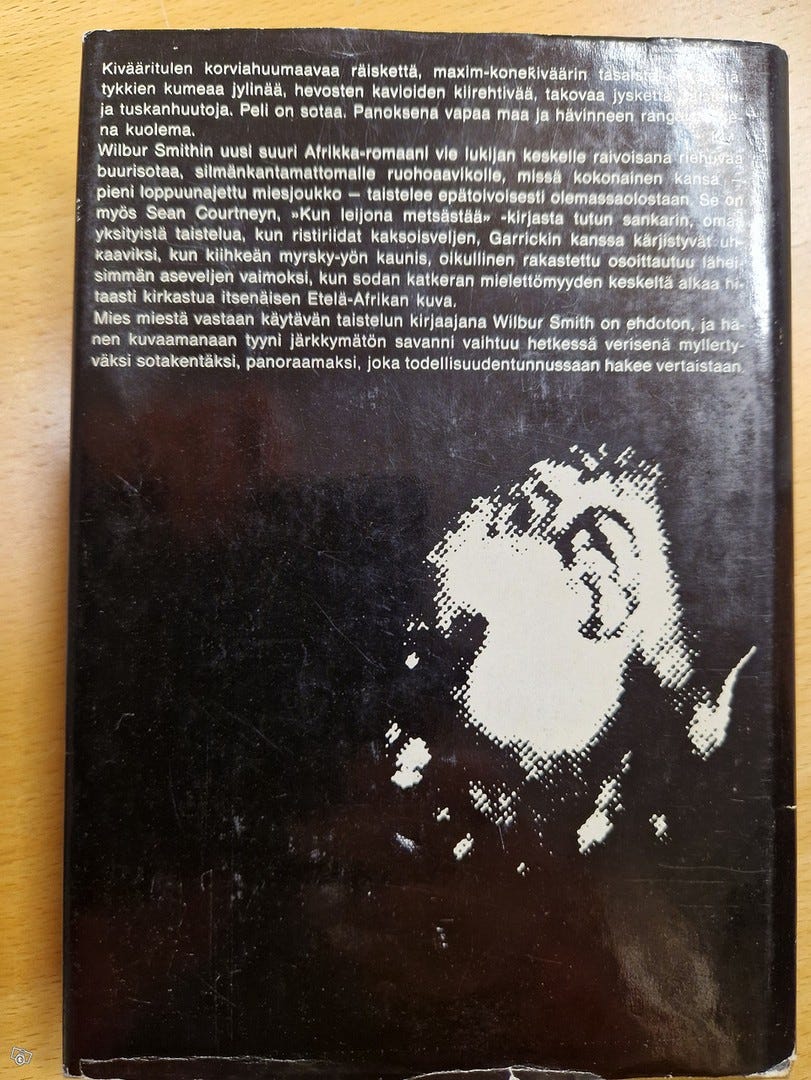 Kivääritulen korviahuumaavaa räiskettä, maxim-konekiväärin tasaista
tykkien kumeaa jylinää, hevosten kavioiden kiirehtivää, takovaa jyskettä,
ja tuskanhuutoja. Peli on sotaa. Panoksena vapaa maa ja hävinneen
na kuolema.
Wilbur Smithin uusi suuri Afrikka-romaani vie lukijan keskelle raivoisana riehuvaa
buurisotaa, silmänkantamattomalle ruohoaavikolle, missä kokonainen kansa –
pieni loppuunajettu miesjoukko – taistelee epätoivoisesti olemassaolostaan. Se on
myös Sean Courtneyn, »Kun leijona metsästää» -kirjasta tutun sankarin, omaa
yksityistä taistelua, kun ristiriidat kaksoisveljen, Garrickin kanssa kärjistyvät uh-
kaaviksi, kun kiihkeän myrsky-yön kaunis, oikullinen rakastettu osoittautuu lähei-
simmän aseveljen vaimoksi, kun sodan katkeran mielettömyyden keskeltä alkaa hi-
taasti kirkastua itsenäisen Etelä-Afrikan kuva.
Mies miestä vastaan käytävän taistelun kirjaajana Wilbur Smith on ehdoton, ja hä-
nen kuvaamanaan tyyni järkkymätön savanni vaihtuu hetkessä verisenä myllerty-
väksi sotakentäksi, panoraamaksi, joka todellisuudentunnussaan hakee vertaistaan.